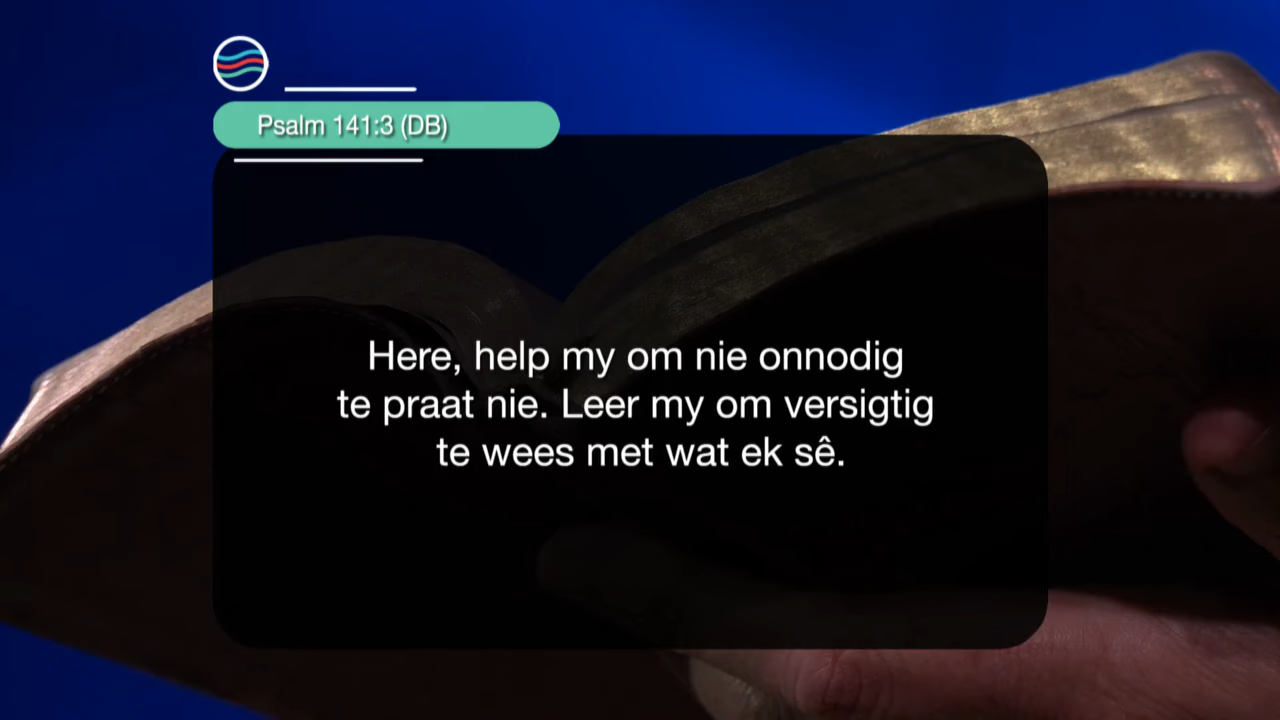 Psalm 141:3 (DB)
Here, help my om nie onnodig
te praat nie. Leer my om versigtig
te wees met wat ek sê.